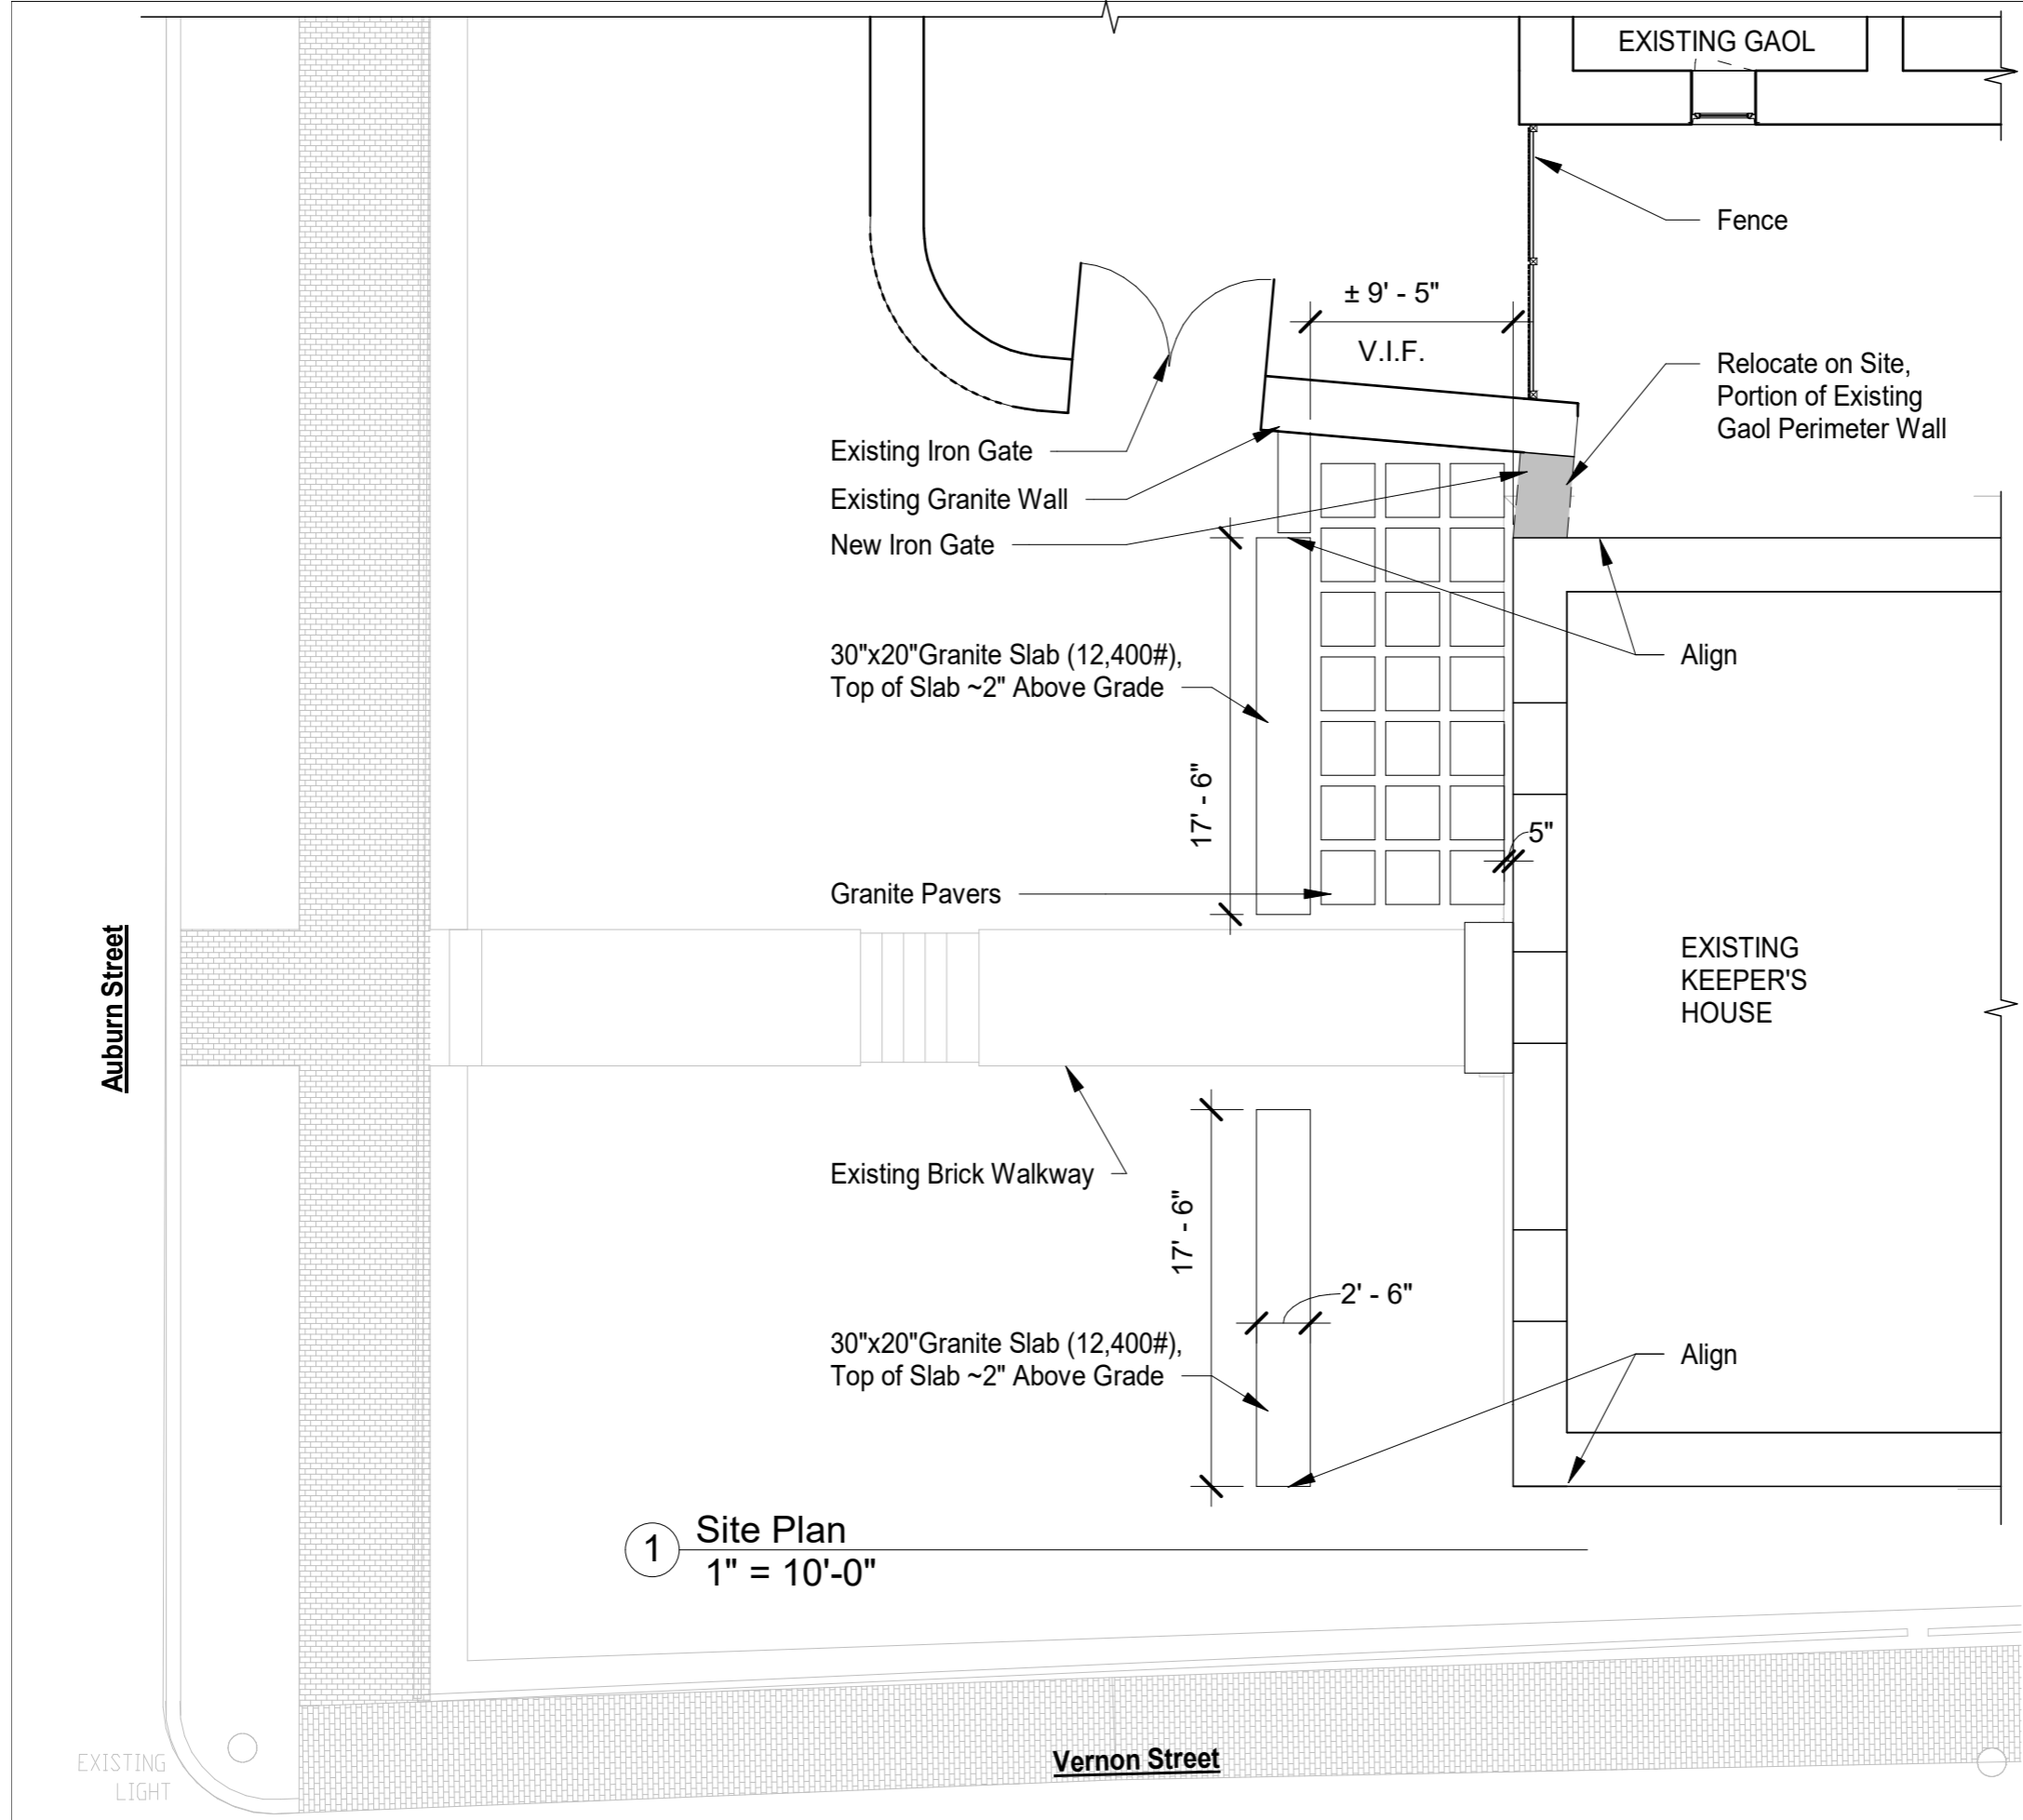 EXISTING GAOL
Fence
± 9' - 5"
V.I.F.
Relocate on Site,
Portion of Existing
Gaol Perimeter Wall
Existing Iron Gate
Existing Granite Wall
New Iron Gate
30"x20"Granite Slab (12,400#),
Top of Slab ~2" Above Grade
Align
17' - 6"
5"
Granite Pavers
Auburn Street
EXISTING
KEEPER'S
HOUSE
Existing Brick Walkway
17' - 6"
2' - 6"
30"x20"Granite Slab (12,400#),
Top of Slab ~2" Above Grade
Align
1
Site Plan
1" = 10'-0"
Vernon Street
EXISTING
LIGHT